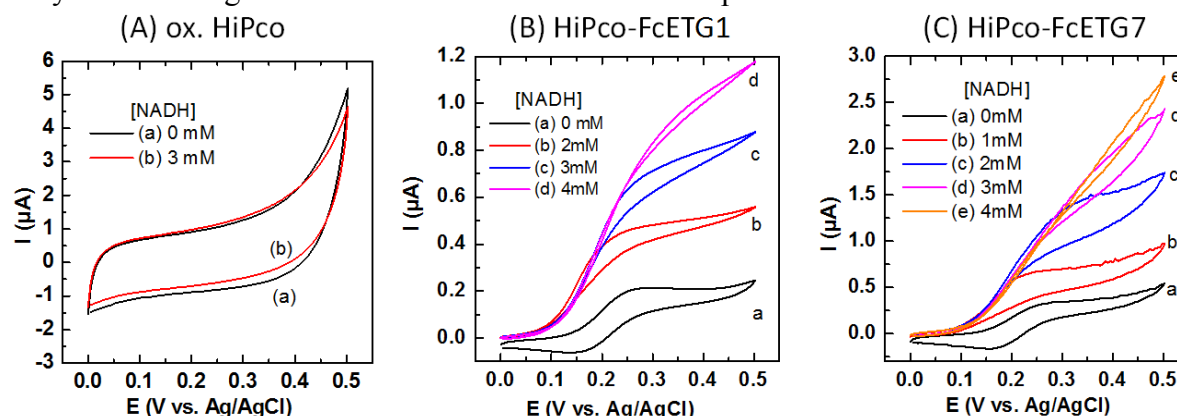 (A) ox. HiPco
6
5
4
3
2
1
0
-1
-2
-3
I (µA)
[NADH]
(a) 0 mM
(b) 3 mM
(b)
(a)
0.0 0.1 0.2 0.3 0.4 0.5
E (V vs. Ag/AgCl)
(B) HiPco-FcETG1
1.2
1.0
0.8
0.6
0.4
0.2
0.0
I (µA)
[NADH]
(a) 0 mM
(b) 2mM
(c) 3mM
(d) 4mM
d
c
b
a
0.0 0.1 0.2 0.3 0.4 0.5
E (V vs. Ag/AgCl)
(C) HiPco-FcETG7
3.0
2.5
2.0
1.5
1.0
0.5
0.0
I (µA)
[NADH]
(a) 0mM
(b) 1mM
(c) 2mM
(d) 3mM
(e) 4mM
e
d
c
b
a
0.0 0.1 0.2 0.3 0.4 0.5
E (V vs. Ag/AgCl)